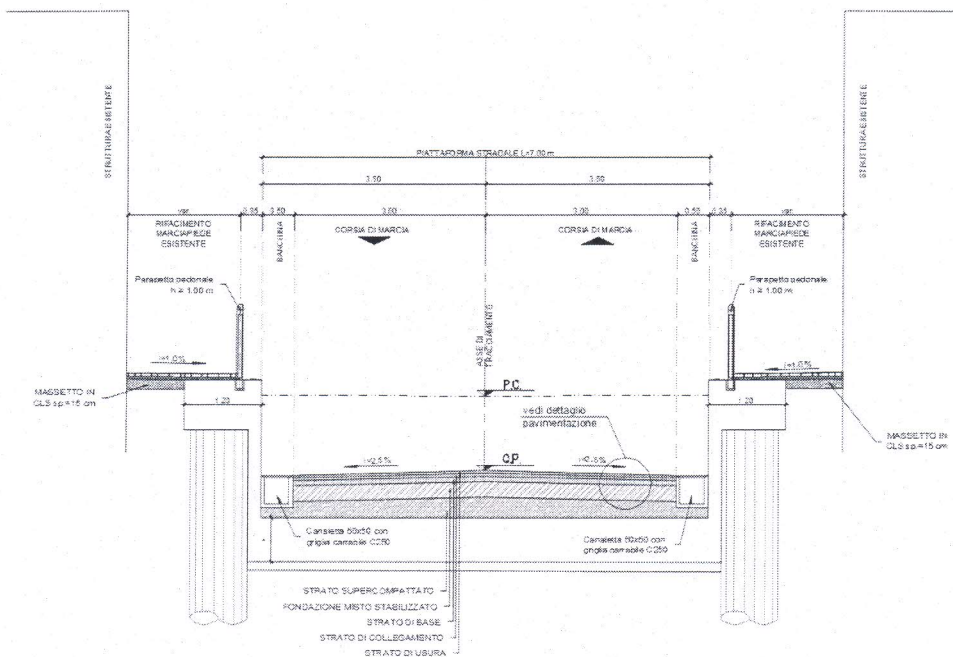 STRUTTURA ESISTENTE
STRUTTURA ESISTENTE
PIATTAFORMA STRADALE L=7.00 m
3.50
3.50
var.
0.35
0.50
3.00
3.00
0.50
0.35
var.
RIFACIMENTO
MARCIAPIEDE
ESISTENTE
BANCHINA
CORSIA DI MARCIA
CORSIA DI MARCIA
BANCHINA
RIFACIMENTO
MARCIAPIEDE
ESISTENTE
Parapetto pedonale
h ≥ 1.00 m
Parapetto pedonale
h ≥ 1.00 m
ASSE DI
TRACCIAMENTO
i=1.0%
i=1.0%
P.C.
MASSETTO IN
CLS sp.=15 cm
1.20
1.20
vedi dettaglio
pavimentazione
MASSETTO IN
CLS sp.=15 cm
i=2.5%
Q.P.
i=2.5%
Canaletta 50x50 con
griglia carrabile C250
Canaletta 50x50 con
griglia carrabile C250
STRATO SUPERCOMPATTATO
FONDAZIONE MISTO STABILIZZATO
STRATO DI BASE
STRATO DI COLLEGAMENTO
STRATO DI USURA